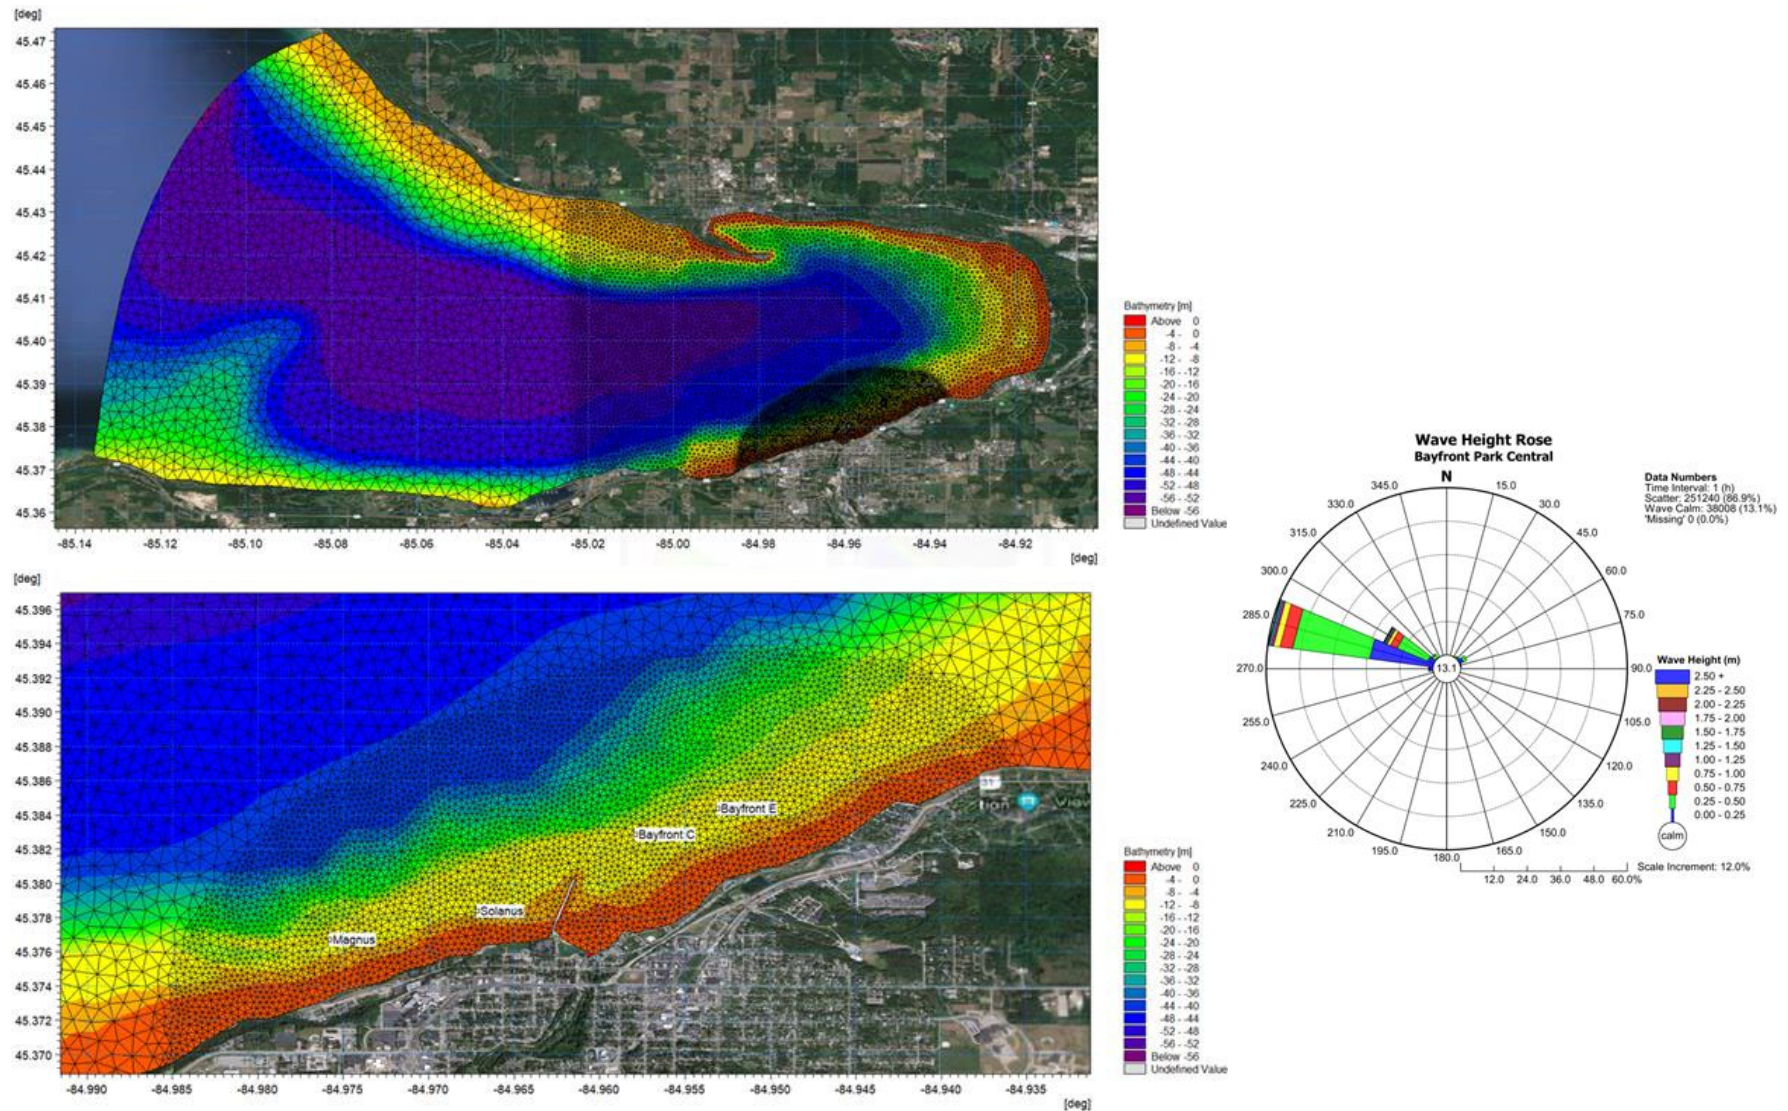 [deg]
45.47
45.46
45.45
45.44
45.43
45.42
45.41
45.40
45.39
45.38
45.37
45.36
-85.14 -85.12 -85.10 -85.08 -85.06 -85.04 -85.02 -85.00 -84.98 -84.96 -84.94 -84.92
[deg]
Bathymetry [m]
Above 0
-4 - 0
-8 - -4
-12 - -8
-16 - -12
-20 - -16
-24 - -20
-28 - -24
-32 - -28
-36 - -32
-40 - -36
-44 - -40
-48 - -44
-52 - -48
-56 - -52
Below -56
Undefined Value
[deg]
45.396
45.394
45.392
45.390
45.388
45.386
45.384
45.382
45.380
45.378
45.376
45.374
45.372
45.370
31
tion View
Bayfront E
Bayfront C
Solanus
Magnus
-84.990 -84.985 -84.980 -84.975 -84.970 -84.965 -84.960 -84.955 -84.950 -84.945 -84.940 -84.935
[deg]
Bathymetry [m]
Above 0
-4 - 0
-8 - -4
-12 - -8
-16 - -12
-20 - -16
-24 - -20
-28 - -24
-32 - -28
-36 - -32
-40 - -36
-44 - -40
-48 - -44
-52 - -48
-56 - -52
Below -56
Undefined Value
Wave Height Rose
Bayfront Park Central
N
15.0
30.0
45.0
60.0
75.0
90.0
105.0
120.0
135.0
150.0
165.0
180.0
195.0
210.0
225.0
240.0
255.0
270.0
285.0
300.0
315.0
330.0
345.0
13.1
Data Numbers
Time Interval: 1 (h)
Scatter: 251240 (86.9%)
Wave Calm: 38008 (13.1%)
'Missing' 0 (0.0%)
Wave Height (m)
2.50 +
2.25 - 2.50
2.00 - 2.25
1.75 - 2.00
1.50 - 1.75
1.25 - 1.50
1.00 - 1.25
0.75 - 1.00
0.50 - 0.75
0.25 - 0.50
0.00 - 0.25
calm
Scale Increment: 12.0%
12.0 24.0 36.0 48.0 60.0%